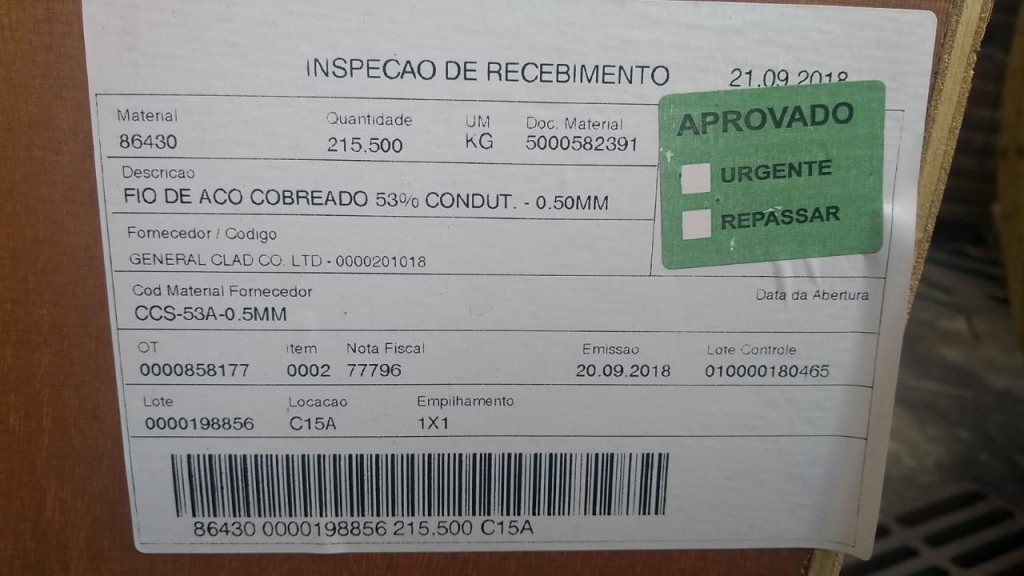 INSPECAO DE RECEBIMENTO 21.09.2018
Material Quantidade UM Doc. Material
86430 215,500 KG 5000582391
APROVADO
URGENTE
REPASSAR
Descricao
FIO DE ACO COBREADO 53% CONDUT. - 0.50MM
Fornecedor / Codigo
GENERAL CLAD CO. LTD - 0000201018
Cod Material Fornecedor Data da Abertura
CCS-53A-0.5MM
OT Item Nota Fiscal Emissao Lote Controle
0000858177 0002 77796 20.09.2018 010000180465
Lote Locacao Empilhamento
0000198856 C15A 1X1
86430 0000198856 215,500 C15A